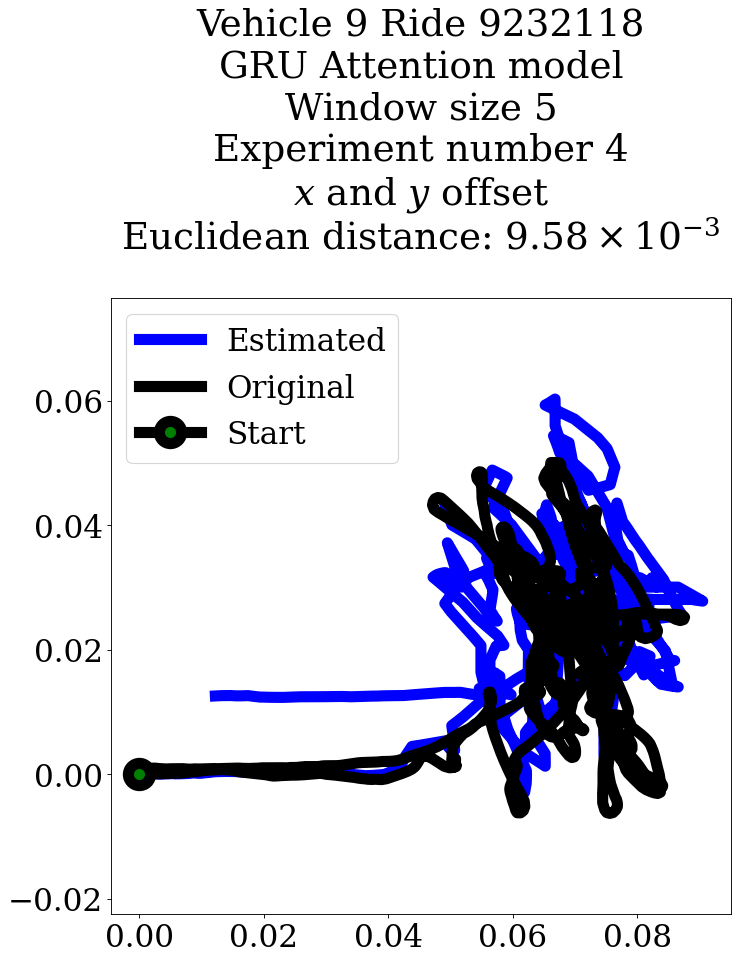 Vehicle 9 Ride 9232118
GRU Attention model
Window size 5
Experiment number 4
x and y offset
Euclidean distance: 9.58 × 10⁻³
Estimated
Original
Start
0.06
0.04
0.02
0.00
−0.02
0.00 0.02 0.04 0.06 0.08